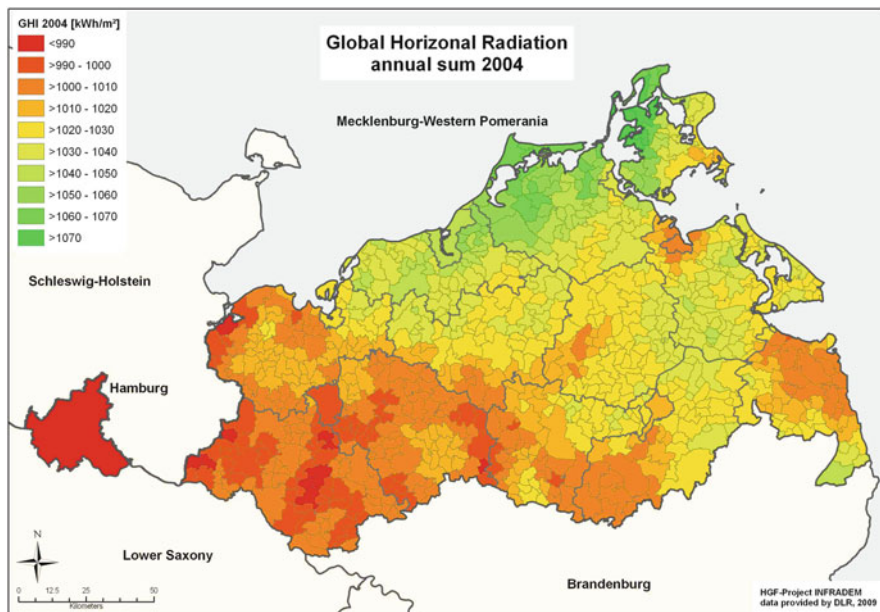 GHI 2004 [kWh/m²]
<990
>990 - 1000
>1000 - 1010
>1010 - 1020
>1020 -1030
>1030 - 1040
>1040 - 1050
>1050 - 1060
>1060 - 1070
>1070
Global Horizonal Radiation
annual sum 2004
Mecklenburg-Western Pomerania
Schleswig-Holstein
Hamburg
Lower Saxony
Brandenburg
N
0 12.5 25 50
Kilometers
HGF-Project INFRADEM
data provided by DLR, 2009